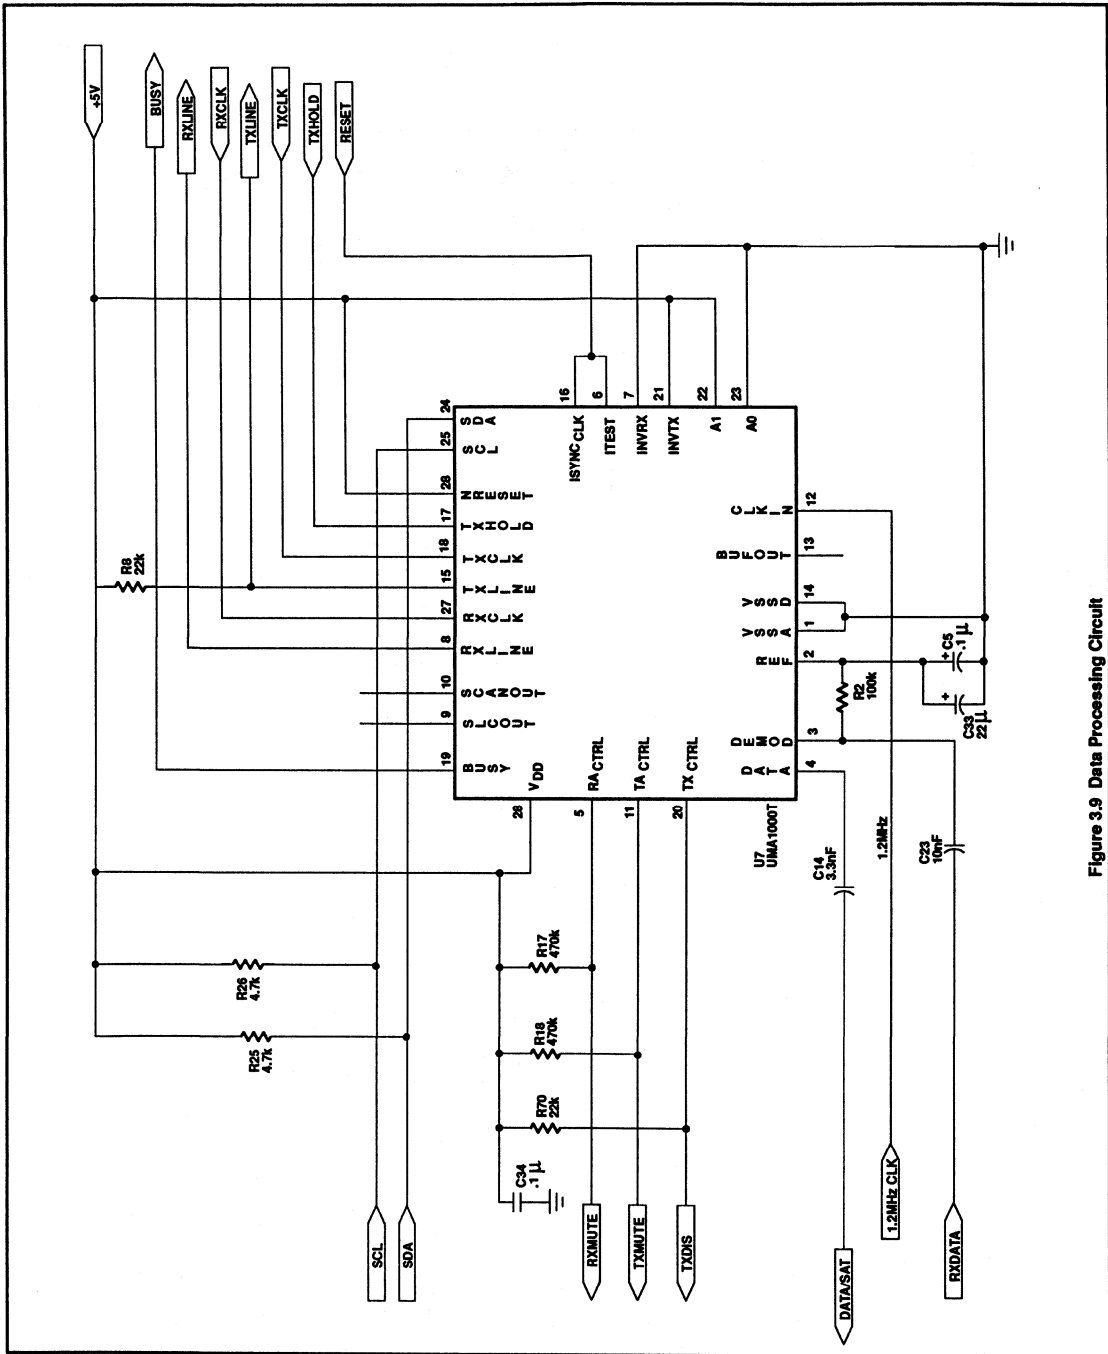 +5V
BUSY
RXLINE
RXCLK
TXLINE
TXCLK
TXHOLD
RESET
R8
22k
R26
4.7k
R25
4.7k
SCL
SDA
24
SDA
25
SCL
28
NRESET
17
TXHOLD
18
TXCLK
15
TXLINE
27
RXCLK
8
RXLINE
10
SCANOUT
9
SLCOUT
19
BUSY
16
ISYNC CLK
6
ITEST
7
INVRX
21
INVTX
22
A1
23
A0
CLKIN
12
BUFOUT
13
VSSD
14
VSSA
1
REF
2
DEMOD
3
DATA
4
VDD
26
RA CTRL
5
TA CTRL
11
TX CTRL
20
U7
UMA1000T
R17
470k
R18
470k
R70
22k
C34
.1 μ
R2
100k
+ C5
.1 μ
+
C33
22 μ
C14
3.3nF
1.2MHz
C23
10nF
RXMUTE
TXMUTE
TXDIS
DATA/SAT
1.2MHz CLK
RXDATA
Figure 3.9 Data Processing Circuit